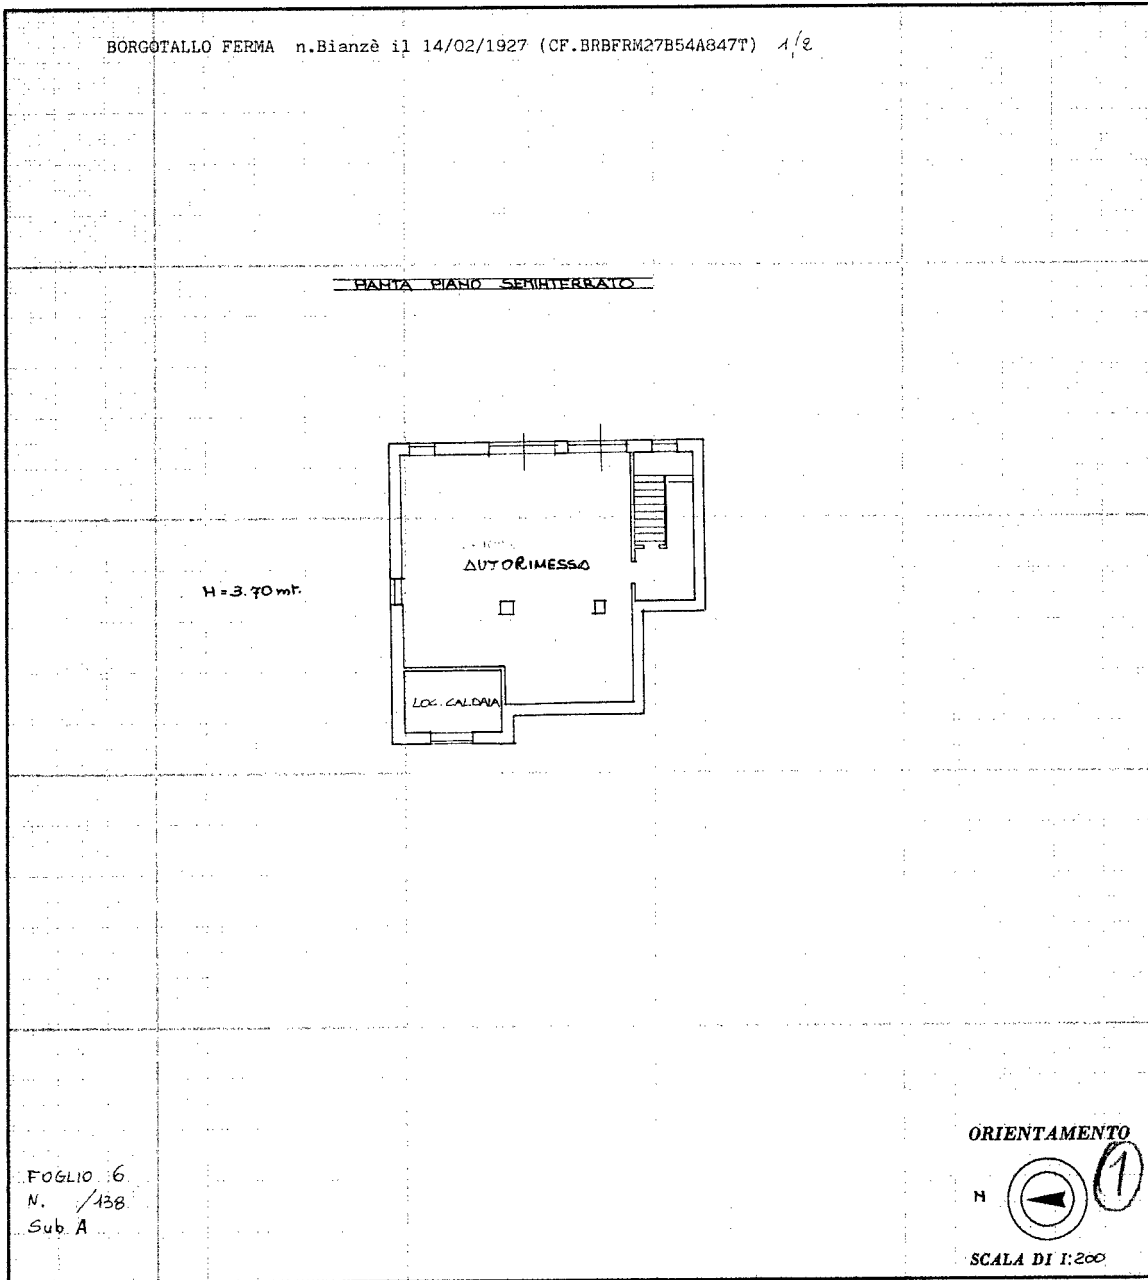 BORGOTALLO FERMA n.Bianzè il 14/02/1927 (CF.BRBFRM27B54A847T) 1/2
PIANTA PIANO SEMINTERRATO
AUTORIMESSA
H = 3.70 mt.
LOC. CALDAIA
ORIENTAMENTO
1
FOGLIO 6
N. /138
Sub A
N
SCALA DI 1:200